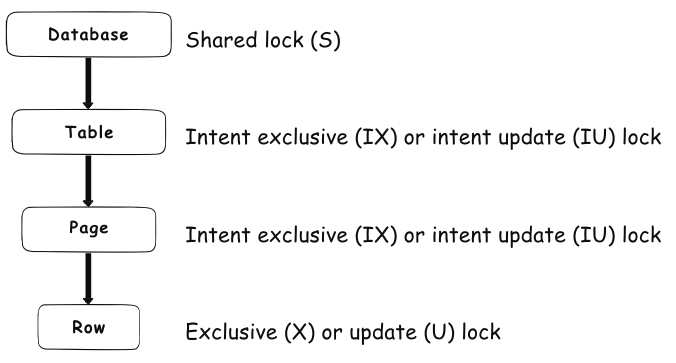 Database
Shared lock (S)
Table
Intent exclusive (IX) or intent update (IU) lock
Page
Intent exclusive (IX) or intent update (IU) lock
Row
Exclusive (X) or update (U) lock